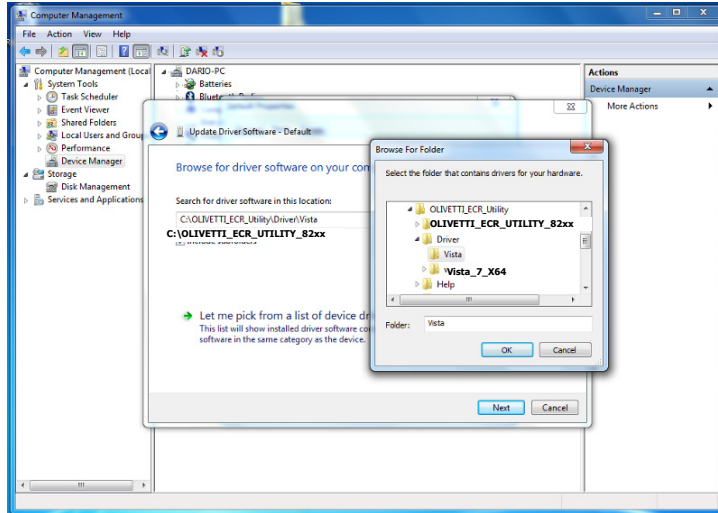 Computer Management
File Action View Help
Computer Management (Local
System Tools
Task Scheduler
Event Viewer
Shared Folders
Local Users and Group
Performance
Device Manager
Storage
Disk Management
Services and Applications
DARIO-PC
Batteries
Actions
Device Manager
More Actions
Update Driver Software - Default
Browse for driver software on your com
Search for driver software in this location:
C:\OLIVETTI_ECR_Utility\Driver\Vista
C:\OLIVETTI_ECR_UTILITY_82xx
Include subfolders
Let me pick from a list of device dr
This list will show installed driver software co
software in the same category as the device.
Next Cancel
Browse For Folder
Select the folder that contains drivers for your hardware.
OLIVETTI_ECR_Utility
OLIVETTI_ECR_UTILITY_82xx
Driver
Vista
Vista_7_X64
Help
Folder: Vista
OK Cancel